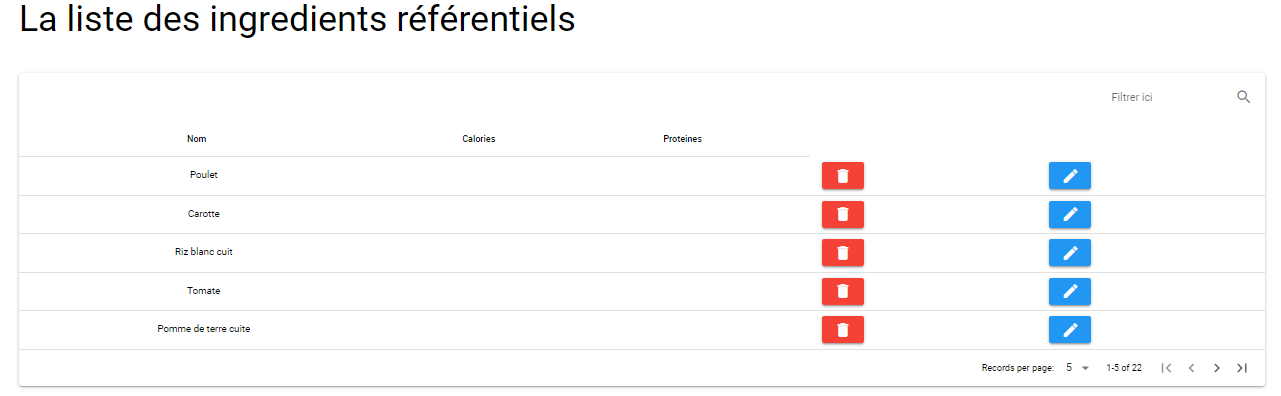 La liste des ingredients référentiels
Filtrer ici
Nom Calories Proteines
Poulet
Carotte
Riz blanc cuit
Tomate
Pomme de terre cuite
Records per page: 5 1-5 of 22